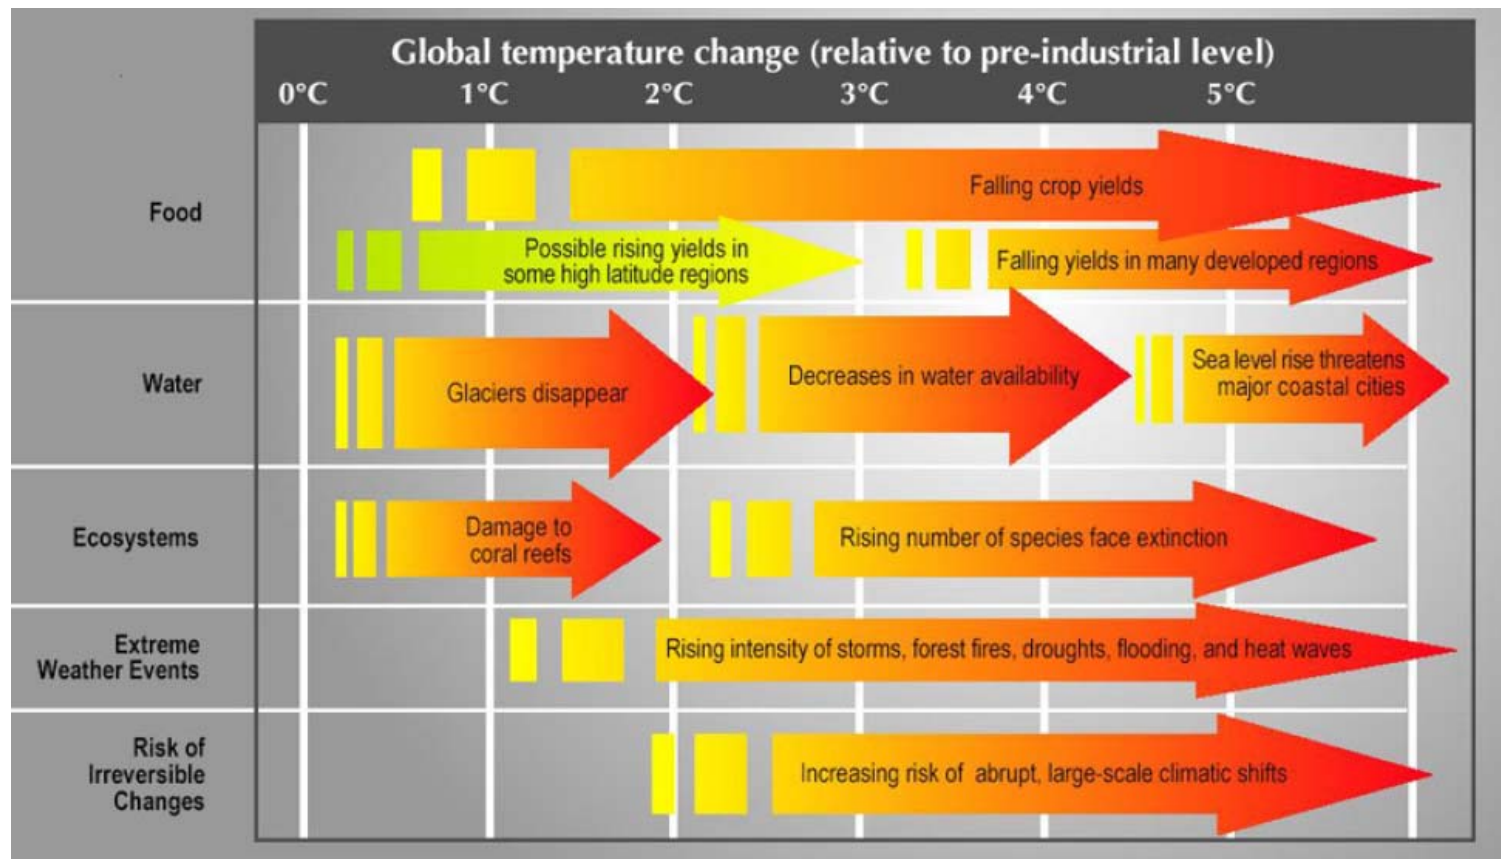 Global temperature change (relative to pre-industrial level)
0°C 1°C 2°C 3°C 4°C 5°C
Food
Falling crop yields
Possible rising yields in
some high latitude regions
Falling yields in many developed regions
Water
Glaciers disappear
Decreases in water availability
Sea level rise threatens
major coastal cities
Ecosystems
Damage to
coral reefs
Rising number of species face extinction
Extreme
Weather Events
Rising intensity of storms, forest fires, droughts, flooding, and heat waves
Risk of
Irreversible
Changes
Increasing risk of abrupt, large-scale climatic shifts